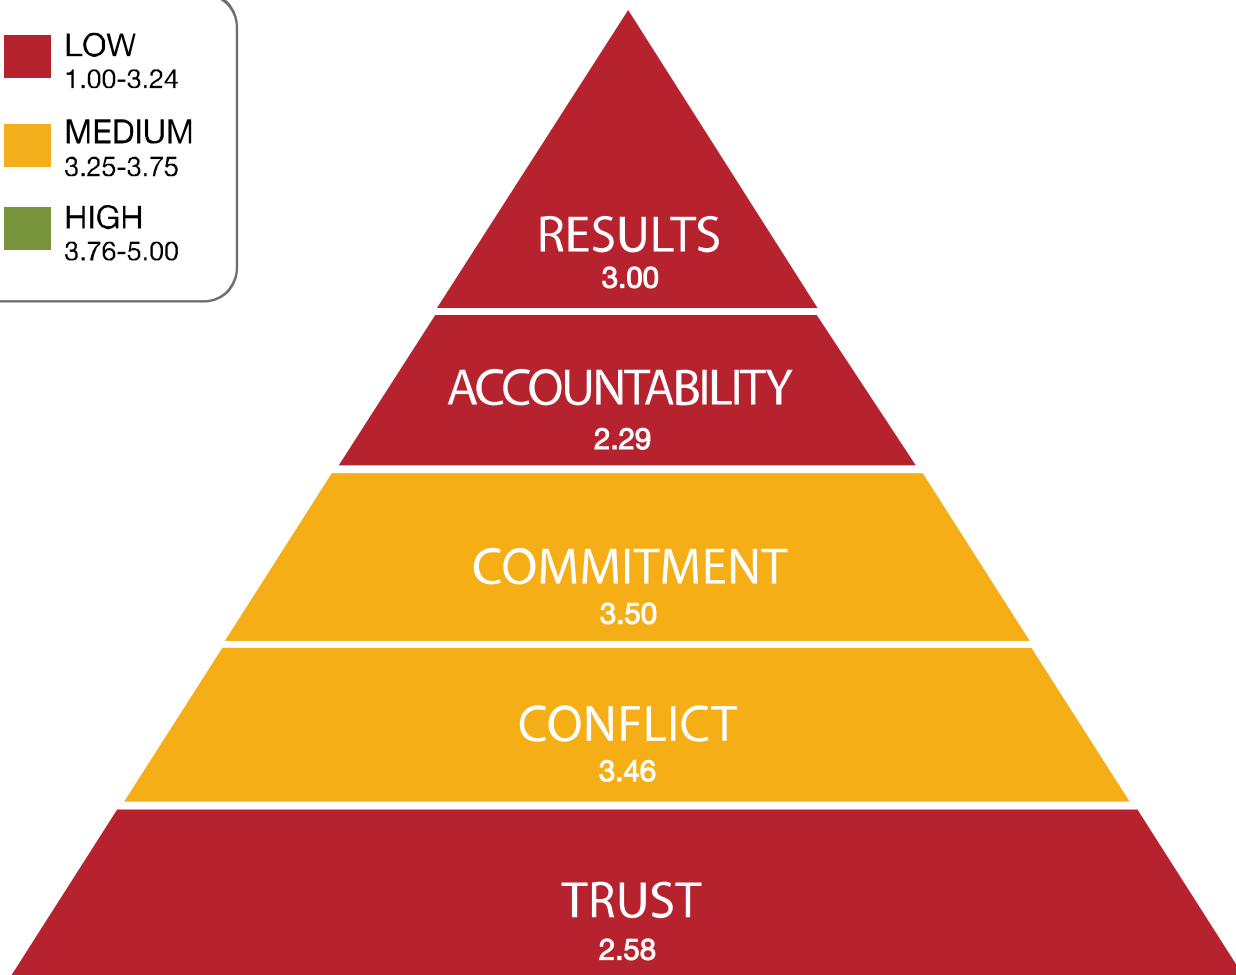 LOW
1.00-3.24
MEDIUM
3.25-3.75
HIGH
3.76-5.00
RESULTS
3.00
ACCOUNTABILITY
2.29
COMMITMENT
3.50
CONFLICT
3.46
TRUST
2.58